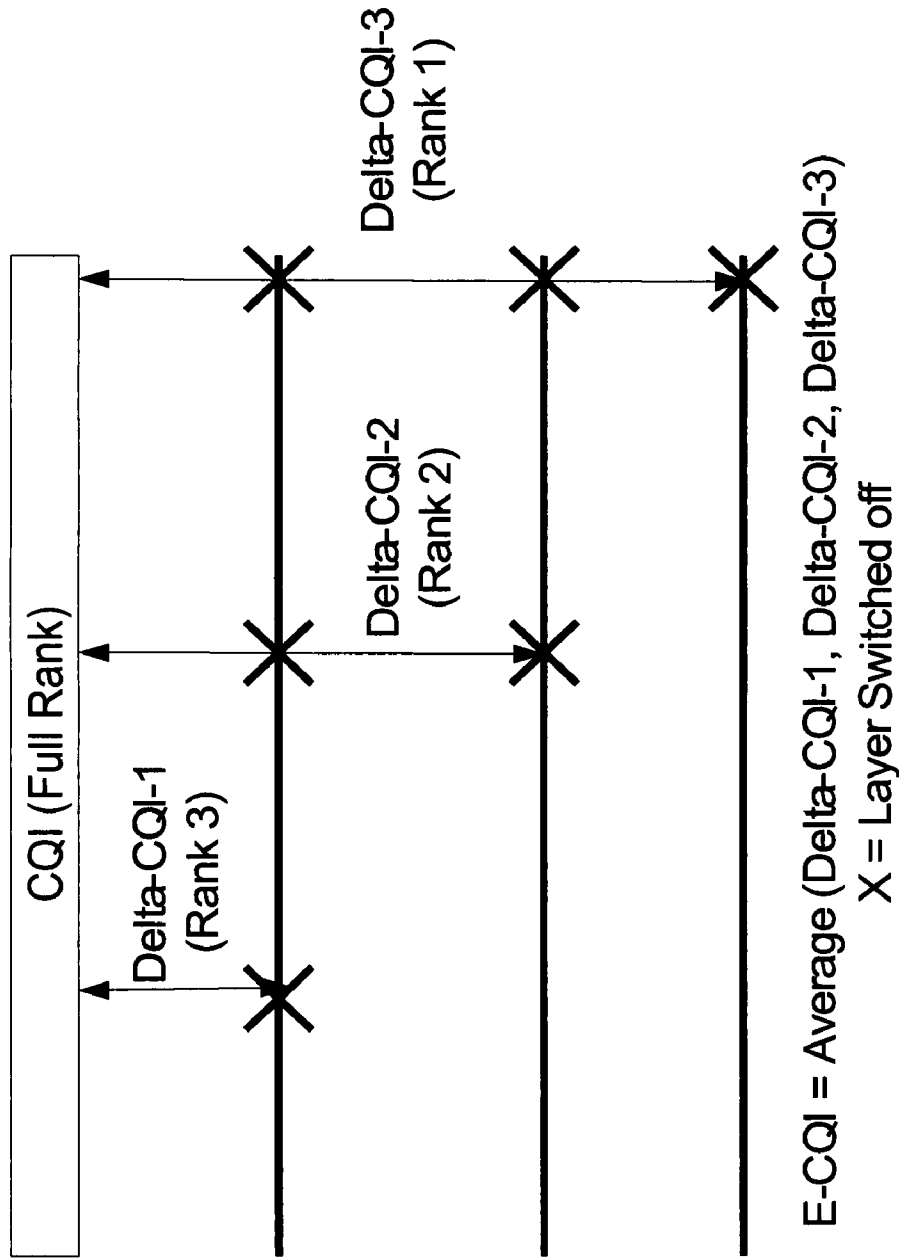 CQI (Full Rank)
Delta-CQI-1
(Rank 3)
Delta-CQI-2
(Rank 2)
Delta-CQI-3
(Rank 1)
E-CQI = Average (Delta-CQI-1, Delta-CQI-2, Delta-CQI-3)
X = Layer Switched off